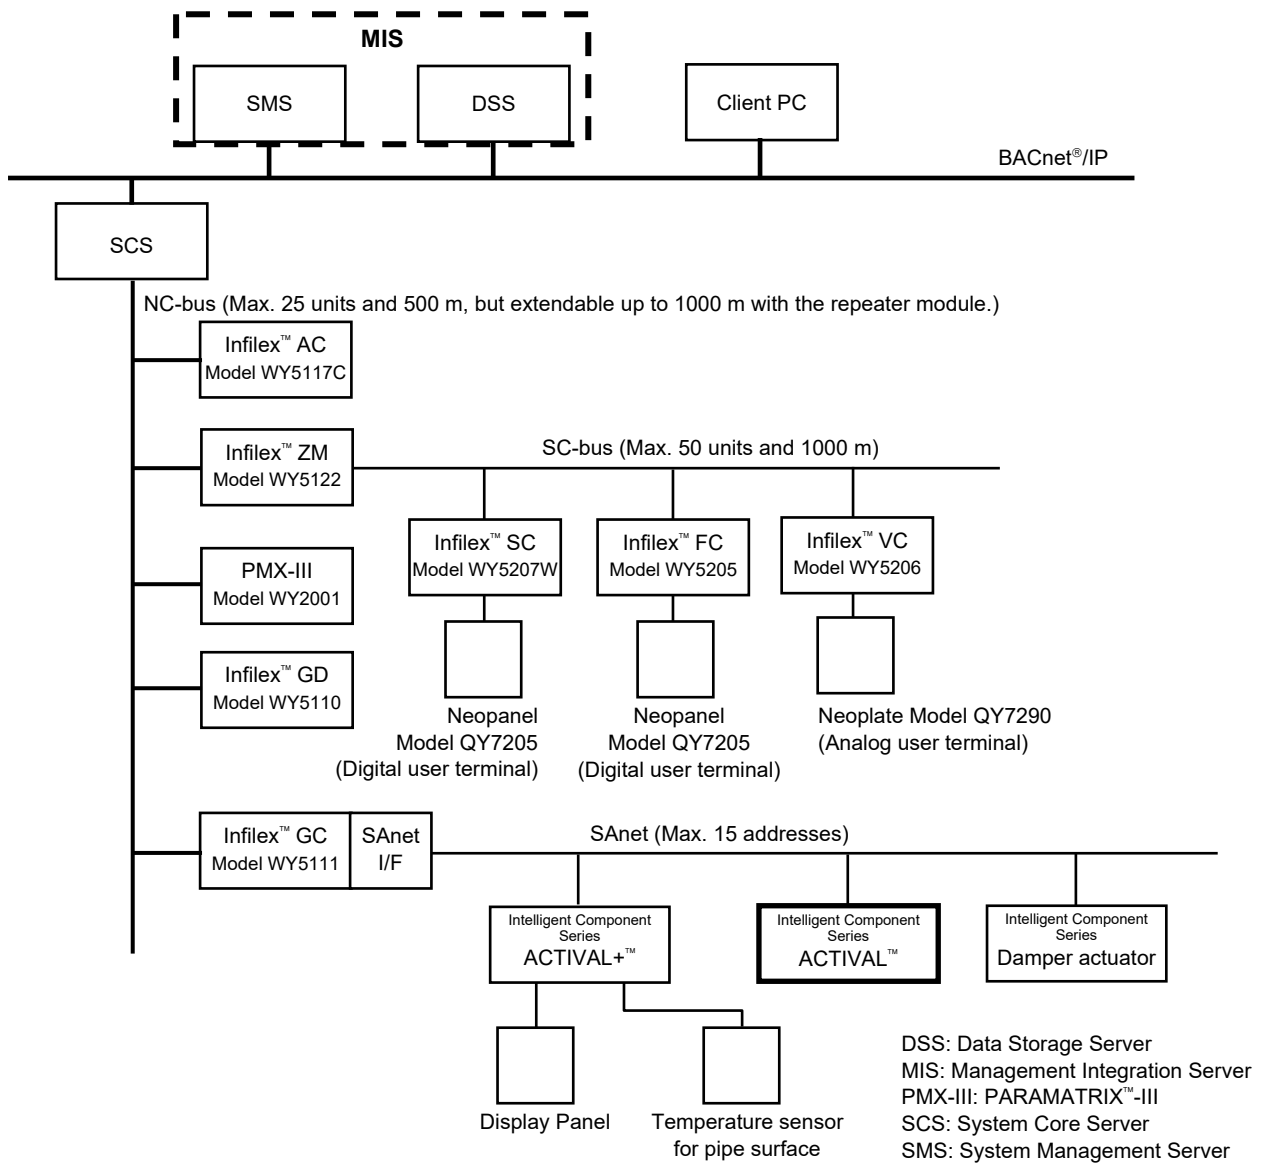 MIS
SMS
DSS
Client PC
BACnet®/IP
SCS
NC-bus (Max. 25 units and 500 m, but extendable up to 1000 m with the repeater module.)
Infilex™ AC
Model WY5117C
Infilex™ ZM
Model WY5122
SC-bus (Max. 50 units and 1000 m)
Infilex™ SC
Model WY5207W
Infilex™ FC
Model WY5205
Infilex™ VC
Model WY5206
PMX-III
Model WY2001
Infilex™ GD
Model WY5110
Neopanel
Model QY7205
(Digital user terminal)
Neopanel
Model QY7205
(Digital user terminal)
Neoplate Model QY7290
(Analog user terminal)
Infilex™ GC
Model WY5111
SAnet
I/F
SAnet (Max. 15 addresses)
Intelligent Component
Series
ACTIVAL+™
Intelligent Component
Series
ACTIVAL™
Intelligent Component
Series
Damper actuator
Display Panel
Temperature sensor
for pipe surface
DSS: Data Storage Server
MIS: Management Integration Server
PMX-III: PARAMATRIX™-III
SCS: System Core Server
SMS: System Management Server